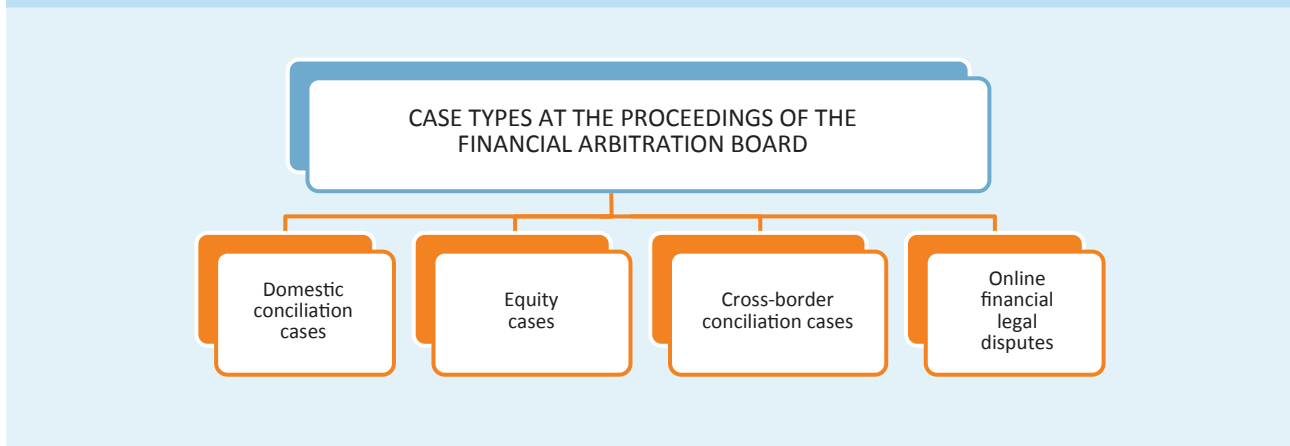 CASE TYPES AT THE PROCEEDINGS OF THE
FINANCIAL ARBITRATION BOARD
Domestic
conciliation
cases
Equity
cases
Cross-border
conciliation cases
Online
financial
legal
disputes